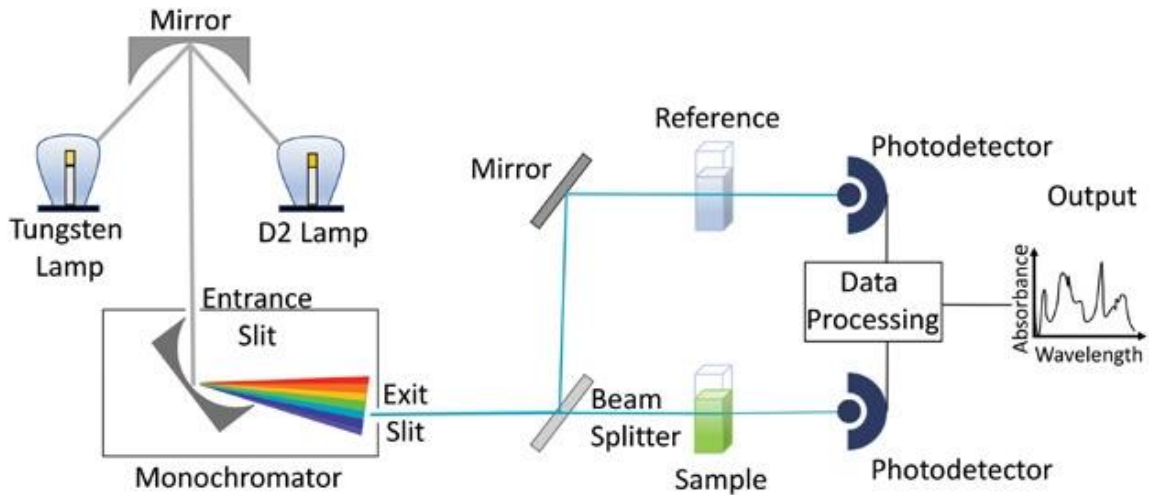 Mirror
Tungsten
Lamp
D2 Lamp
Entrance
Slit
Exit
Slit
Monochromator
Mirror
Beam
Splitter
Reference
Sample
Photodetector
Data
Processing
Photodetector
Output
Absorbance
Wavelength